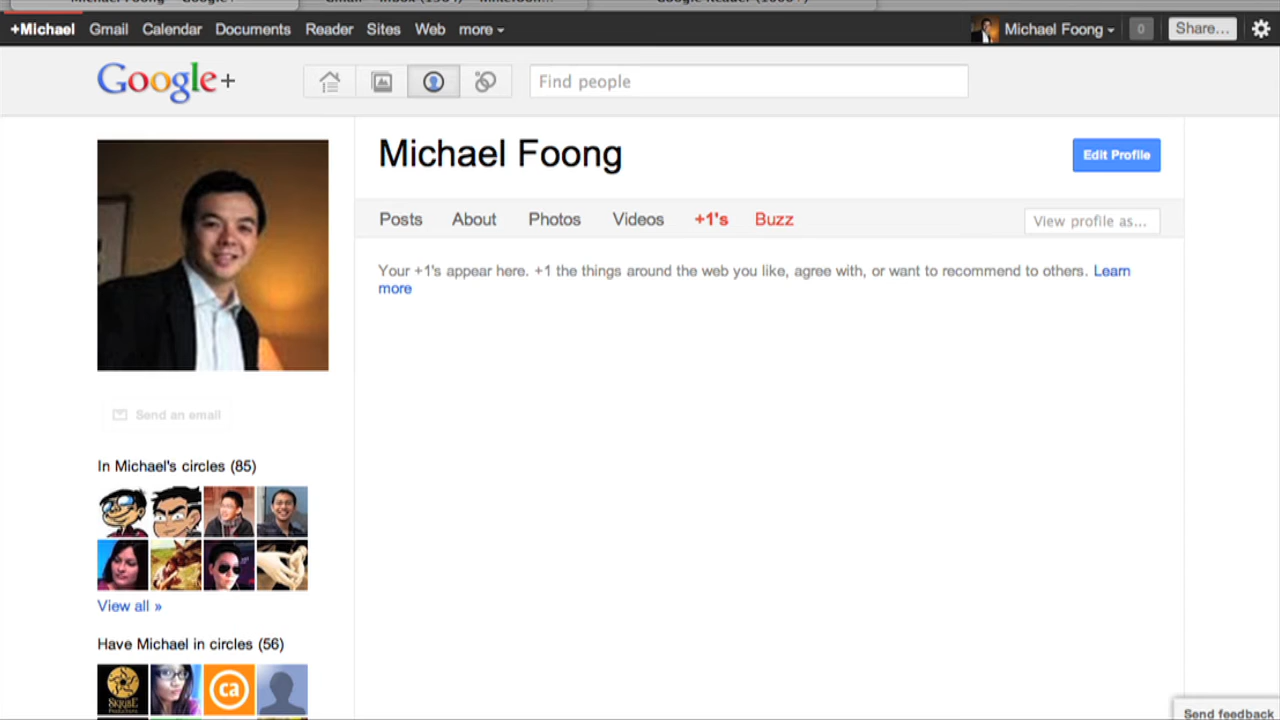 +Michael Gmail Calendar Documents Reader Sites Web more
Michael Foong 0 Share...
Google+
Find people
Michael Foong
Edit Profile
Posts About Photos Videos +1's Buzz
View profile as...
Your +1's appear here. +1 the things around the web you like, agree with, or want to recommend to others. Learn
more
Send an email
In Michael's circles (85)
View all »
Have Michael in circles (56)
ca
Send feedback